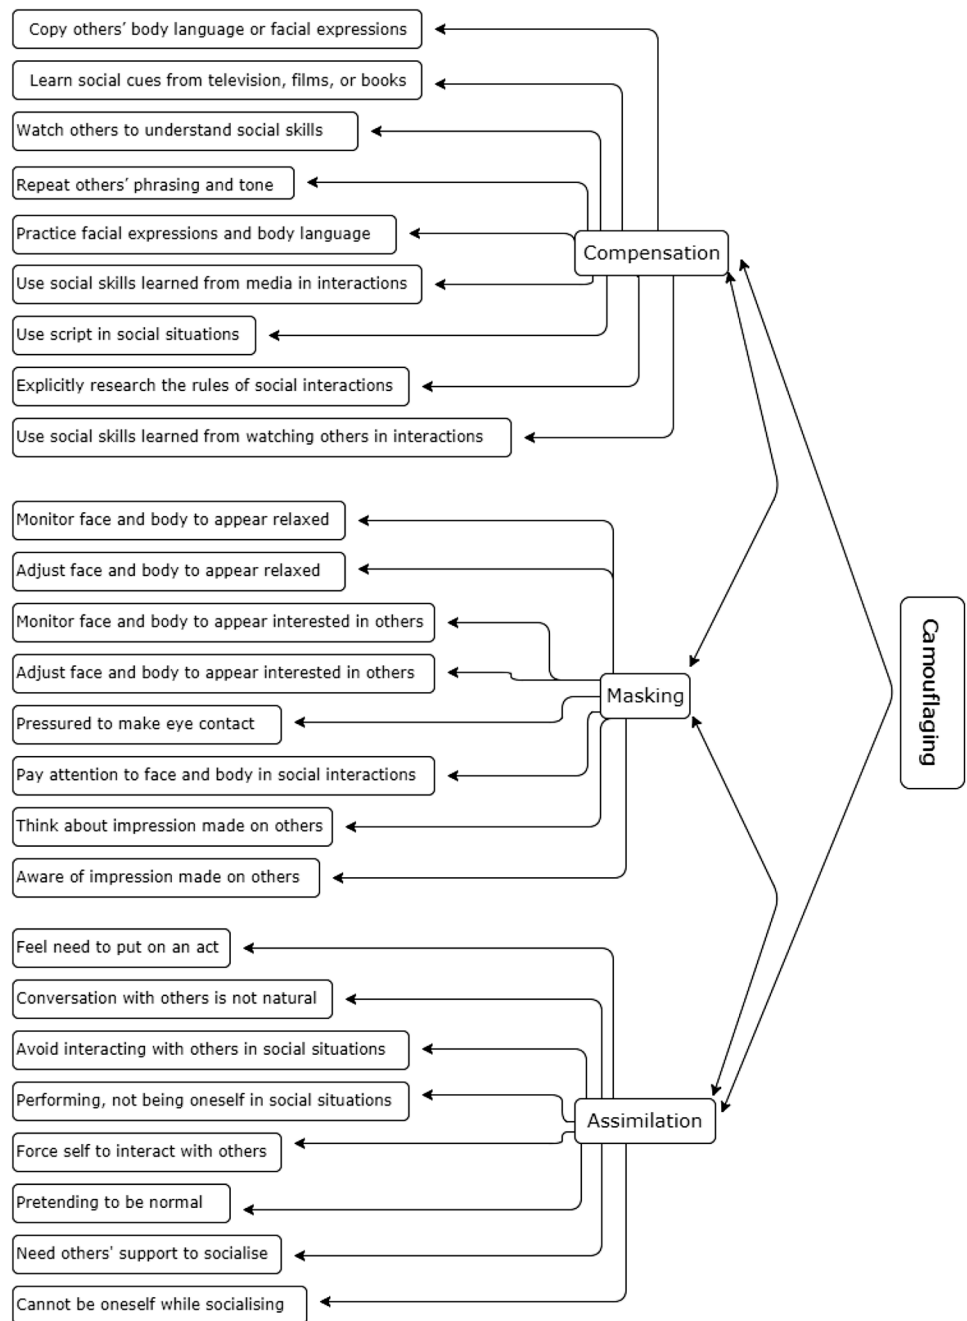 Copy others’ body language or facial expressions
Learn social cues from television, films, or books
Watch others to understand social skills
Repeat others’ phrasing and tone
Practice facial expressions and body language
Compensation
Use social skills learned from media in interactions
Use script in social situations
Explicitly research the rules of social interactions
Use social skills learned from watching others in interactions
Monitor face and body to appear relaxed
Adjust face and body to appear relaxed
Monitor face and body to appear interested in others
Adjust face and body to appear interested in others
Masking
Camouflaging
Pressured to make eye contact
Pay attention to face and body in social interactions
Think about impression made on others
Aware of impression made on others
Feel need to put on an act
Conversation with others is not natural
Avoid interacting with others in social situations
Performing, not being oneself in social situations
Assimilation
Force self to interact with others
Pretending to be normal
Need others' support to socialise
Cannot be oneself while socialising